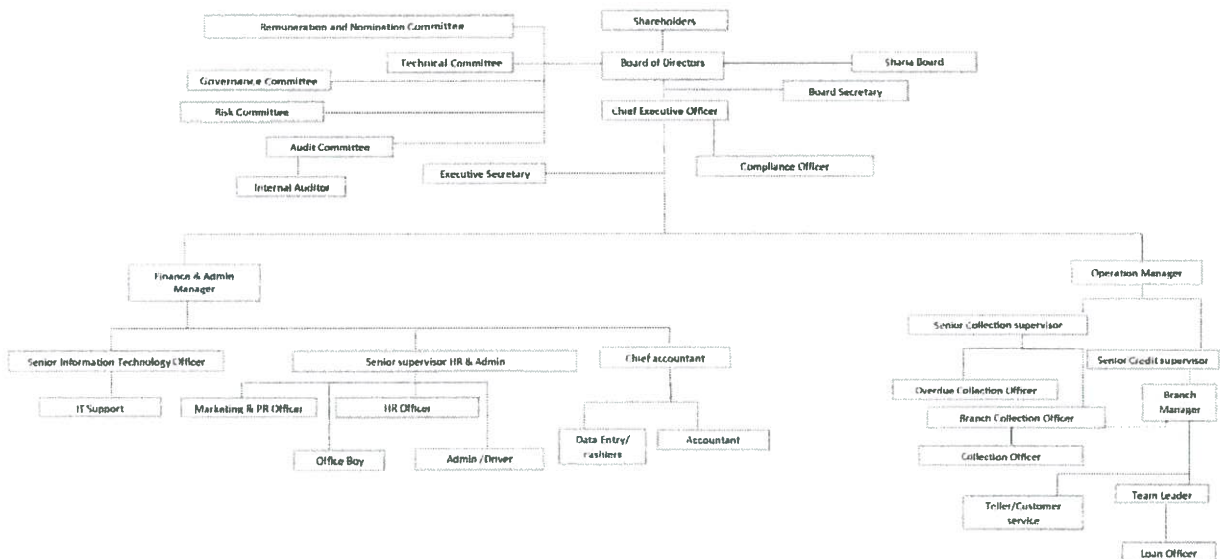 Remuneration and Nomination Committee
Shareholders
Technical Committee
Board of Directors
Sharia Board
Governance Committee
Board Secretary
Risk Committee
Chief Executive Officer
Audit Committee
Compliance Officer
Executive Secretary
Internal Auditor
Finance & Admin
Manager
Operation Manager
Senior Collection supervisor
Senior Information Technology Officer
Senior supervisor HR & Admin
Chief accountant
Senior Credit supervisor
Overdue Collection Officer
Branch
Manager
IT Support
Marketing & PR Officer
HR Officer
Branch Collection Officer
Data Entry/
cashiers
Accountant
Office Boy
Admin /Driver
Collection Officer
Teller/Customer
service
Team Leader
Loan Officer